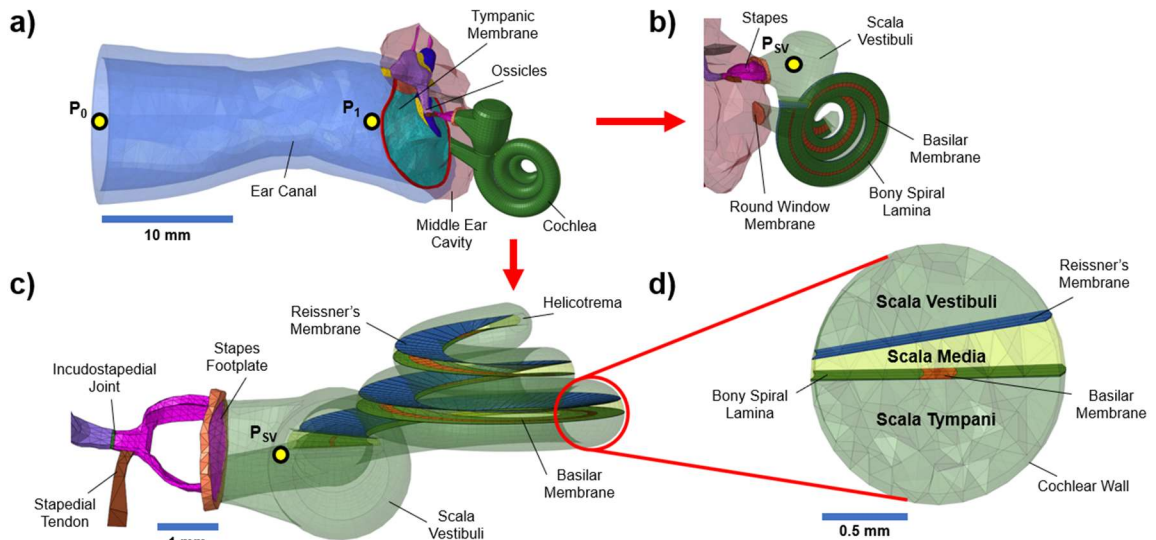 a)
Tympanic
Membrane
Ossicles
P0
P1
Ear Canal
10 mm
Middle Ear
Cavity
Cochlea
b)
Stapes
PSV
Scala
Vestibuli
Basilar
Membrane
Bony Spiral
Lamina
Round Window
Membrane
c)
Reissner's
Membrane
Helicotrema
Stapes
Footplate
Incudostapedial
Joint
PSV
Stapedial
Tendon
Basilar
Membrane
Scala
Vestibuli
d)
Scala Vestibuli
Reissner's
Membrane
Scala Media
Bony Spiral
Lamina
Basilar
Membrane
Scala Tympani
Cochlear Wall
0.5 mm